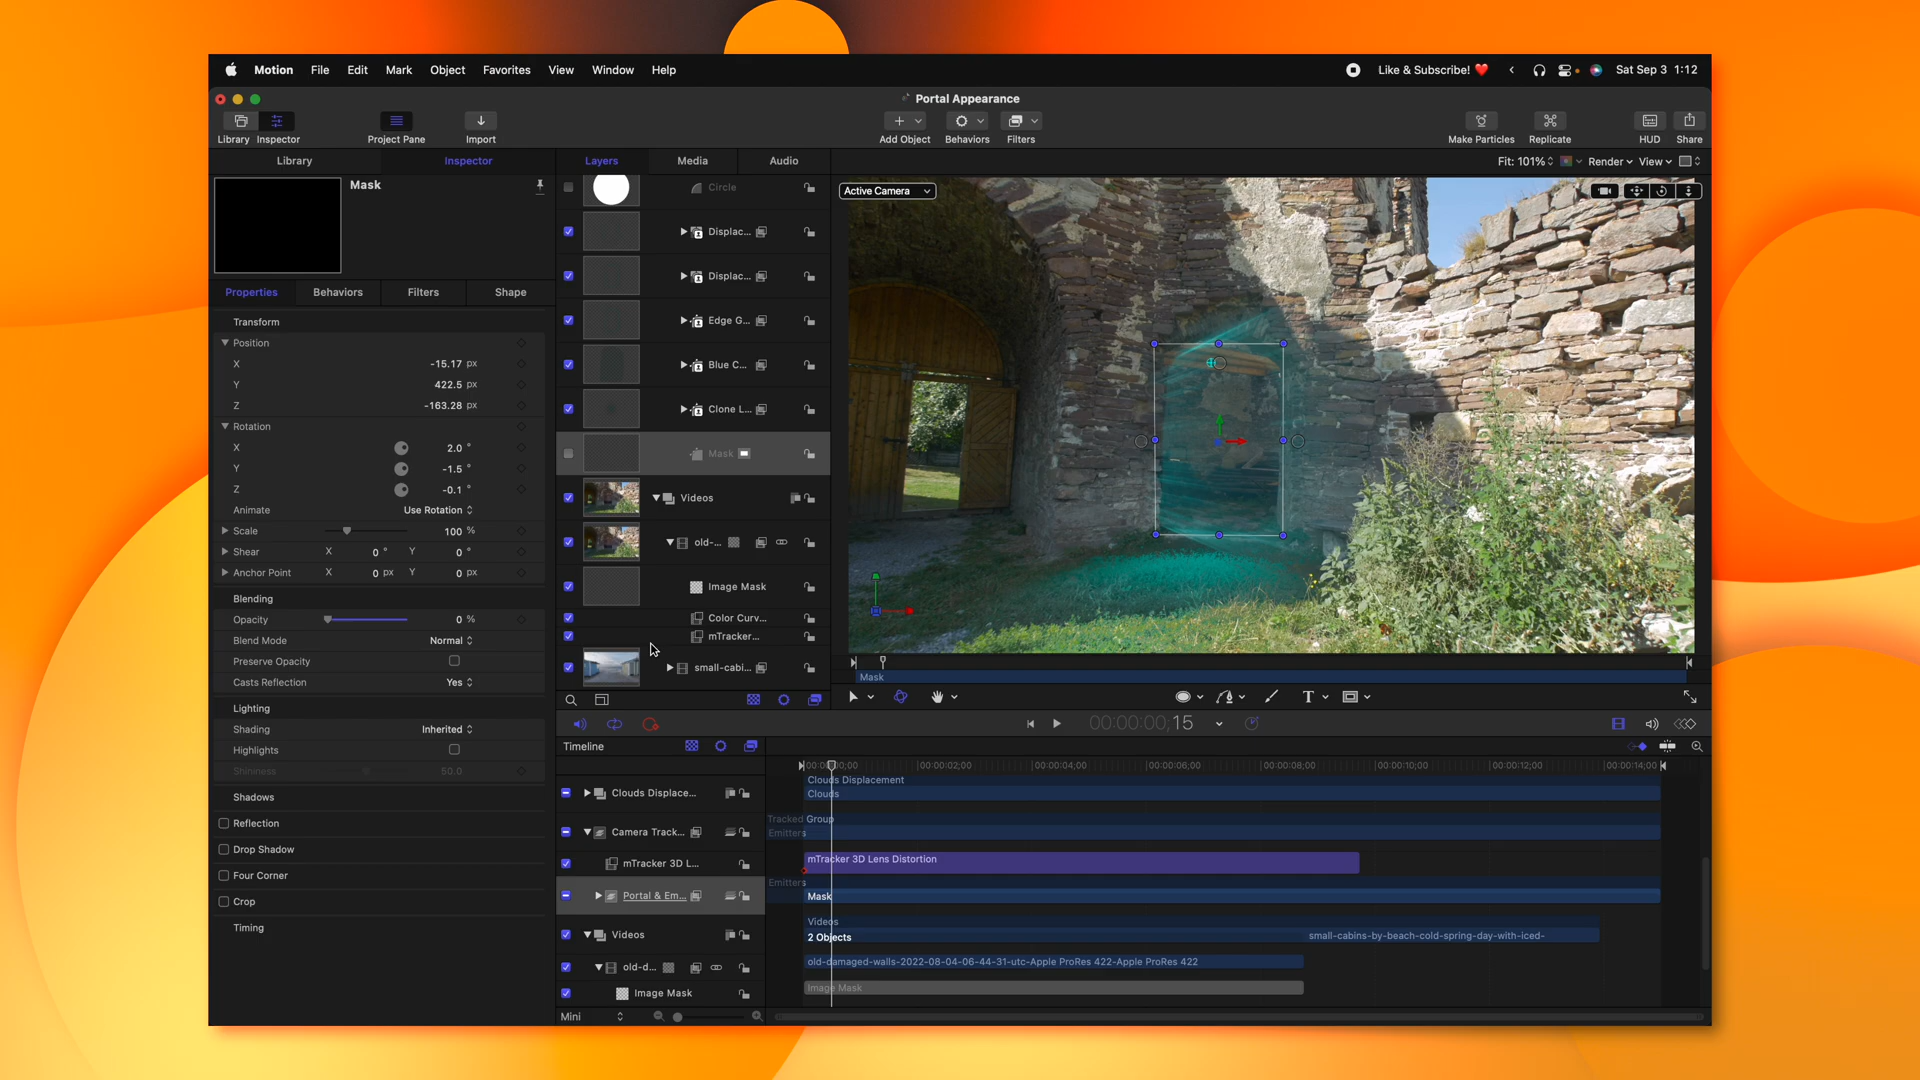 Motion File Edit Mark Object Favorites View Window Help
Like & Subscribe! ❤️ Sat Sep 3 1:12
Portal Appearance
Library Inspector Project Pane Import Add Object Behaviors Filters Make Particles Replicate HUD Share
Library Inspector
Layers Media Audio
Fit: 101% Render View
Mask
Active Camera
Properties Behaviors Filters Shape
Transform
Position
X -15.17 px
Y 422.5 px
Z -163.28 px
Rotation
X 2.0 °
Y -1.5 °
Z -0.1 °
Animate Use Rotation
Scale 100 %
Shear X 0 ° Y 0 °
Anchor Point X 0 px Y 0 px
Blending
Opacity 0 %
Blend Mode Normal
Preserve Opacity
Casts Reflection Yes
Lighting
Shading Inherited
Highlights
Shininess 50.0
Shadows
Reflection
Drop Shadow
Four Corner
Crop
Timing
Circle
Displac...
Displac...
Edge G...
Blue C...
Clone L...
Mask
Videos
old-...
Image Mask
Color Curv...
mTracker...
small-cabi...
Mask
T
00:00:00;15
Timeline
00:00:00;00 00:00:02;00 00:00:04;00 00:00:06;00 00:00:08;00 00:00:10;00 00:00:12;00 00:00:14;00
Clouds Displace...
Clouds Displacement
Clouds
Camera Track...
Tracked Group
Emitters
mTracker 3D L...
mTracker 3D Lens Distortion
Portal & Em...
Emitters
Mask
Videos
Videos
2 Objects
small-cabins-by-beach-cold-spring-day-with-iced-
old-d...
old-damaged-walls-2022-08-04-06-44-31-utc-Apple ProRes 422-Apple ProRes 422
Image Mask
Image Mask
Mini